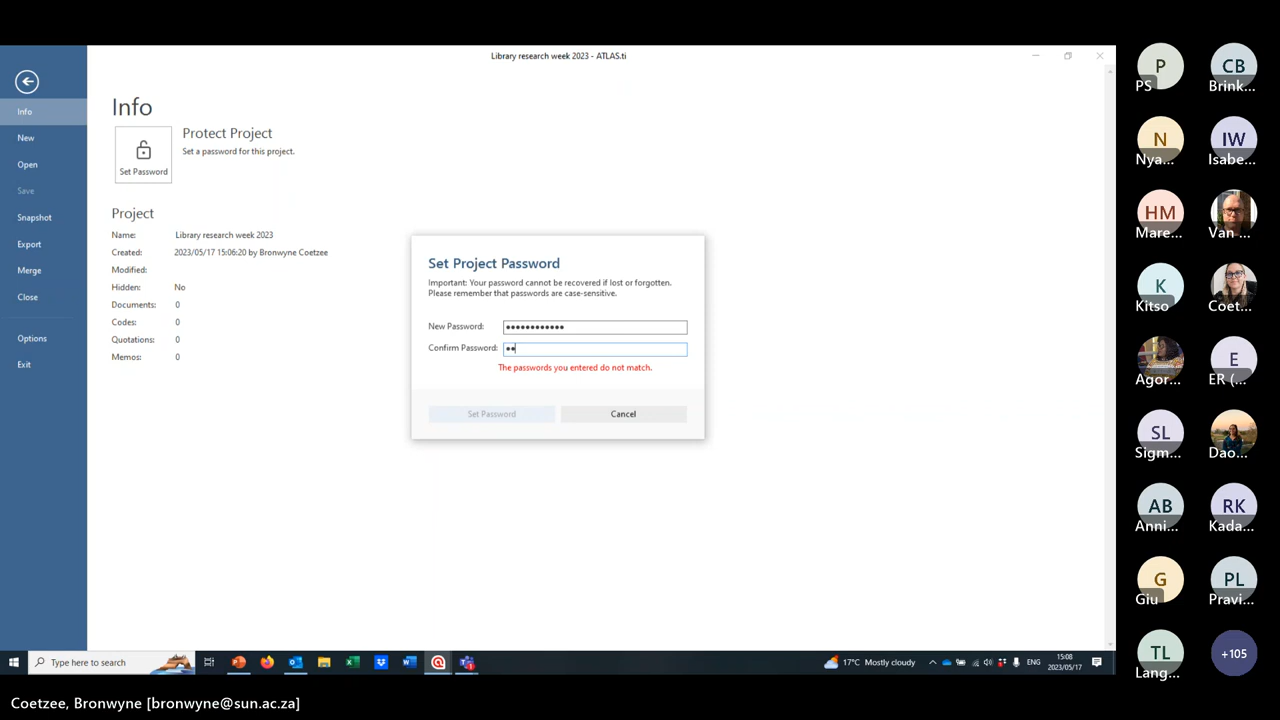 Library research week 2023 - ATLAS.ti
Info
New
Open
Save
Snapshot
Export
Merge
Close
Options
Exit
Info
Set Password
Protect Project
Set a password for this project.
Project
Name: Library research week 2023
Created: 2023/05/17 15:06:20 by Bronwyne Coetzee
Modified:
Hidden: No
Documents: 0
Codes: 0
Quotations: 0
Memos: 0
Set Project Password
Important: Your password cannot be recovered if lost or forgotten.
Please remember that passwords are case-sensitive.
New Password: ••••••••••••
Confirm Password: ••
The passwords you entered do not match.
Set Password Cancel
P CB
PS Brink...
N IW
Nya... Isabe...
HM
Mare... Van ...
K
Kitso Coet...
E
Agor... ER (...
SL
Sigm... Dao...
AB RK
Anni... Kada...
G PL
Giu Pravi...
TL +105
Lang...
Type here to search
17°C Mostly cloudy
ENG
15:08
2023/05/17
Coetzee, Bronwyne [bronwyne@sun.ac.za]